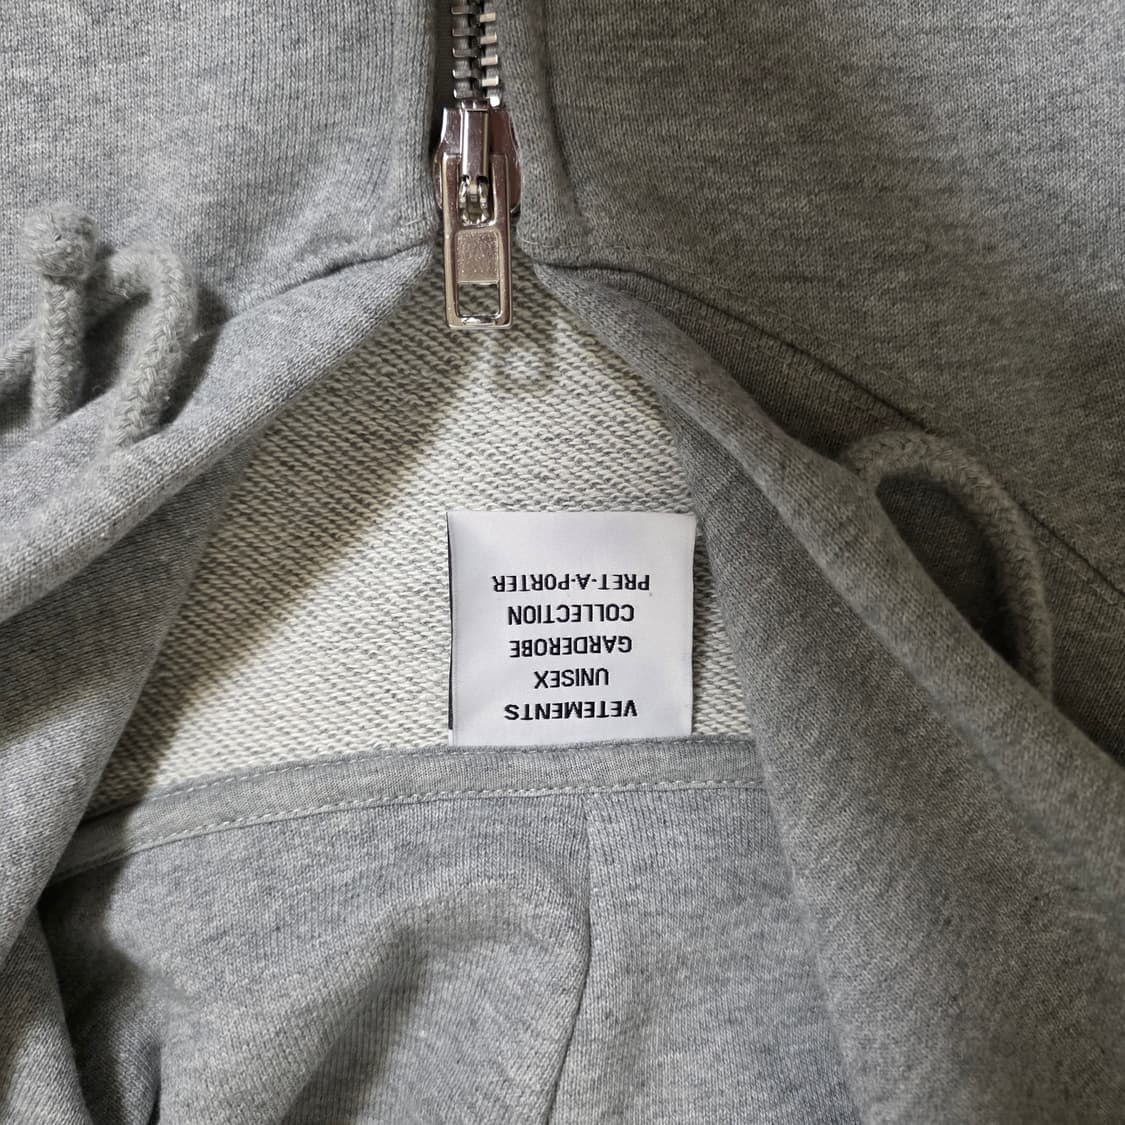 VETEMENTS
UNISEX
GARDEROBE
COLLECTION
PRET-A-PORTER